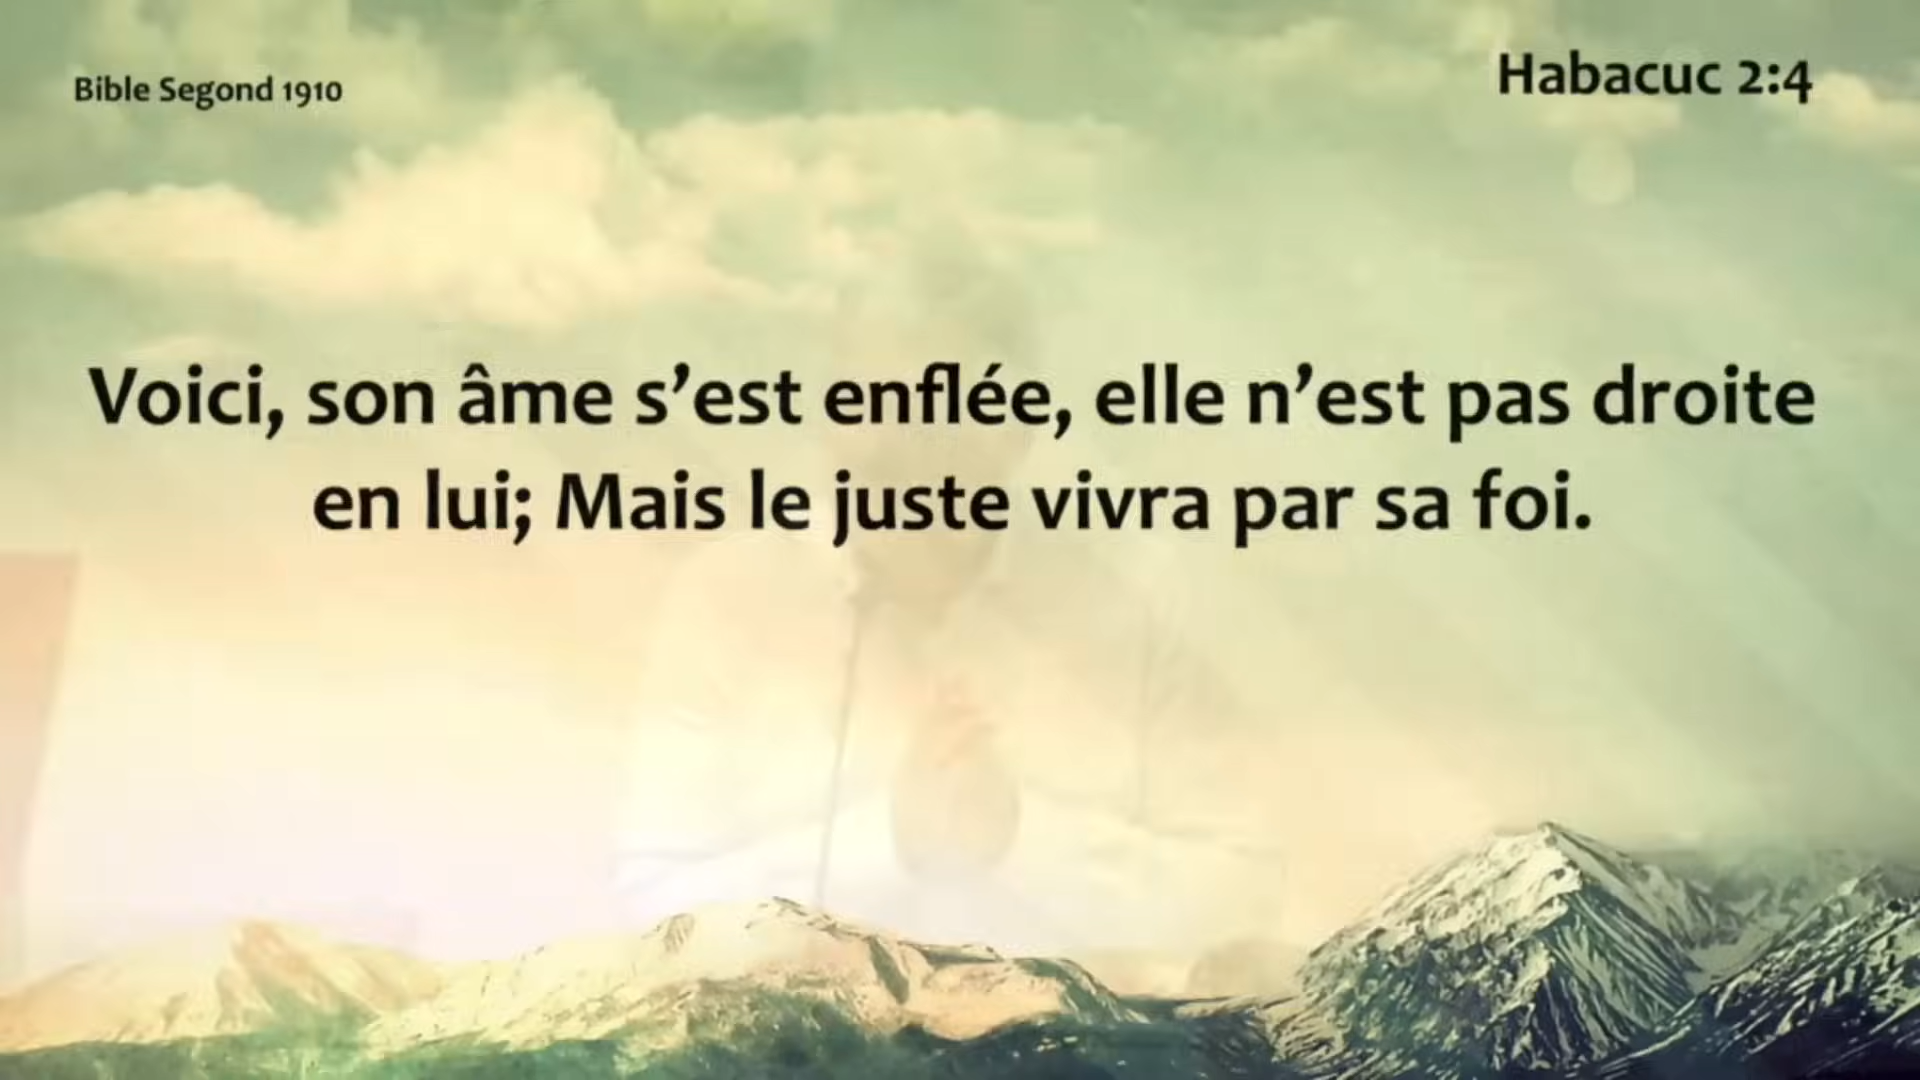 Bible Segond 1910
Habacuc 2:4
Voici, son âme s’est enflée, elle n’est pas droite
en lui; Mais le juste vivra par sa foi.